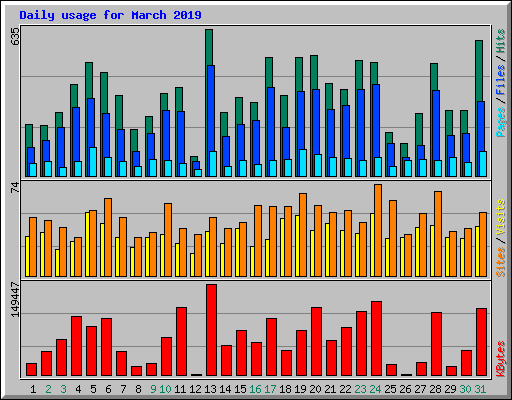 Daily usage for March 2019
635
74
149447
Pages / Files / Hits
Sites / Visits
KBytes
1 2 3 4 5 6 7 8 9 10 11 12 13 14 15 16 17 18 19 20 21 22 23 24 25 26 27 28 29 30 31